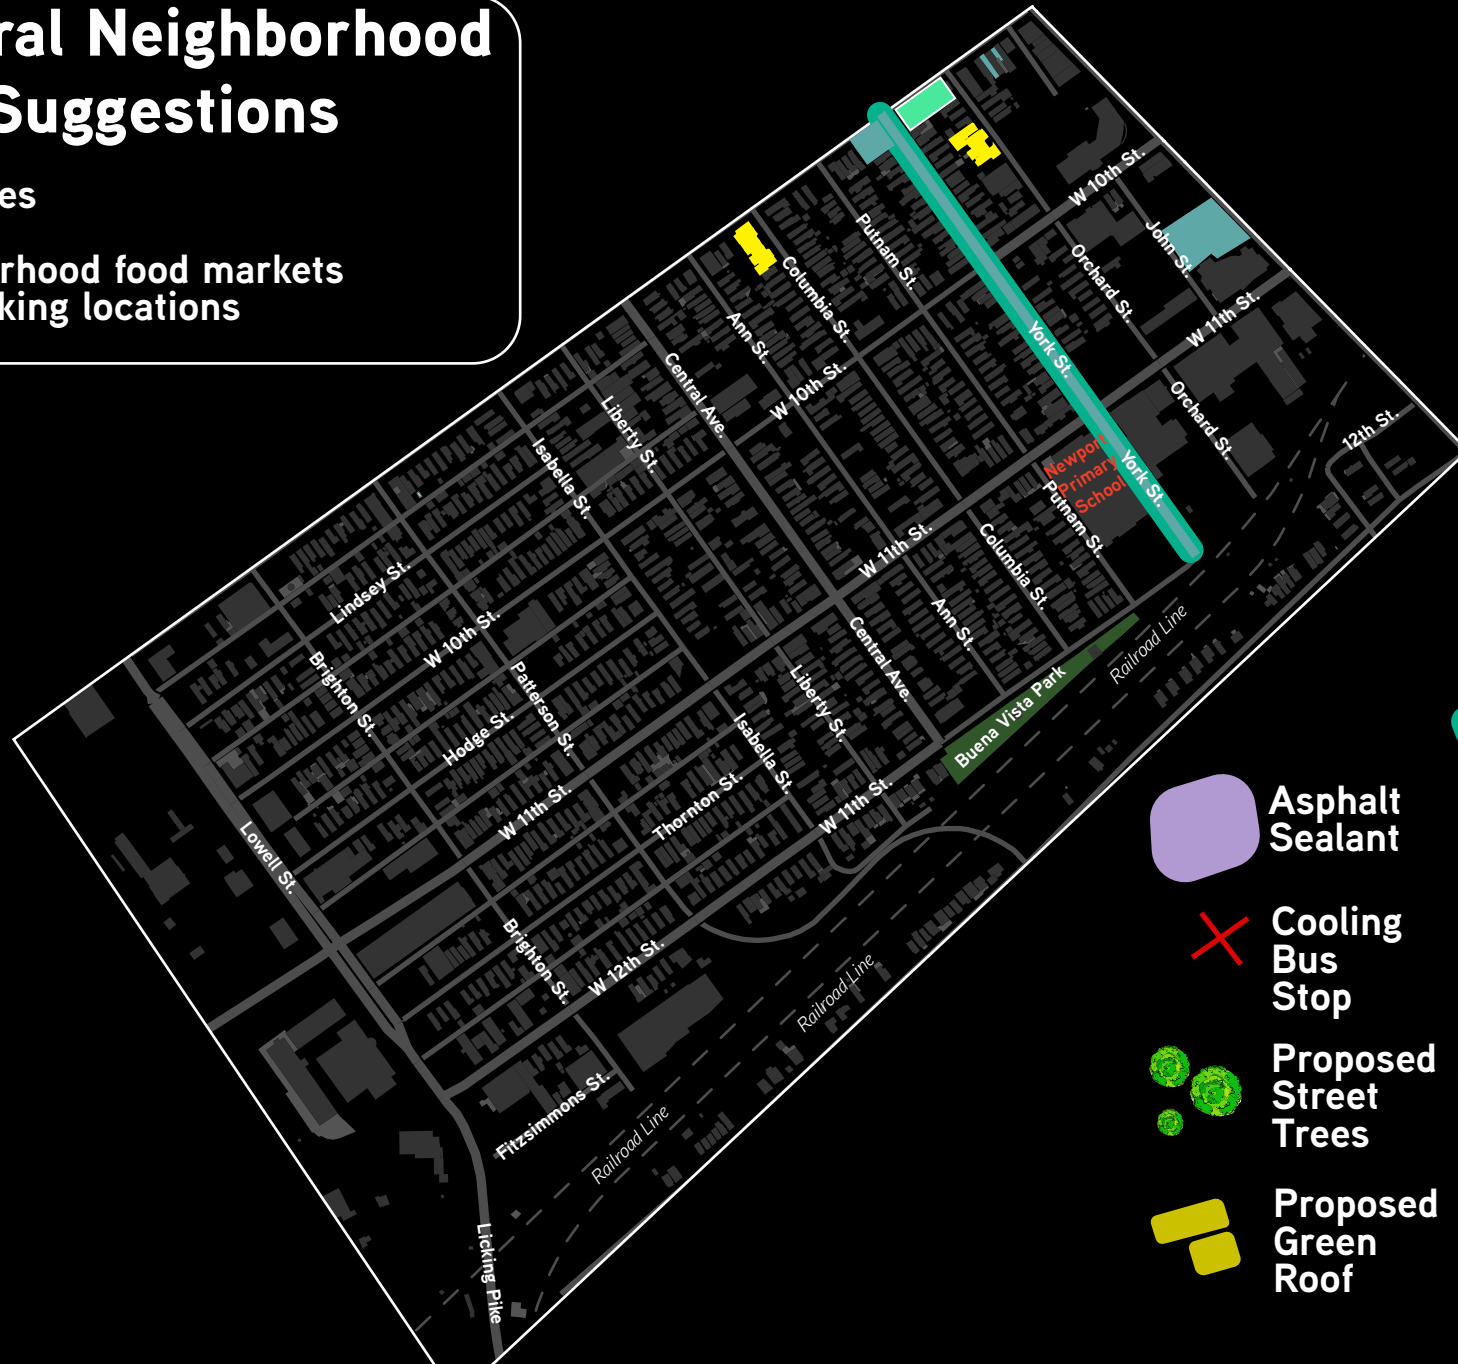 ral Neighborhood
Suggestions
es
rhood food markets
king locations
W 10th St.
John St.
Putnam St.
Orchard St.
Columbia St.
W 11th St.
Ann St.
York St.
Central Ave.
W 10th St.
Liberty St.
Orchard St.
12th St.
Isabella St.
Newport
Primary
School
York St.
Putnam St.
W 11th St.
Columbia St.
Lindsey St.
Ann St.
W 10th St.
Central Ave.
Railroad Line
Brighton St.
Patterson St.
Liberty St.
Buena Vista Park
Hodge St.
Isabella St.
W 11th St.
Thornton St.
W 11th St.
Lowell St.
Brighton St.
W 12th St.
Railroad Line
Fitzsimmons St.
Railroad Line
Licking Pike
Asphalt
Sealant
Cooling
Bus
Stop
Proposed
Street
Trees
Proposed
Green
Roof